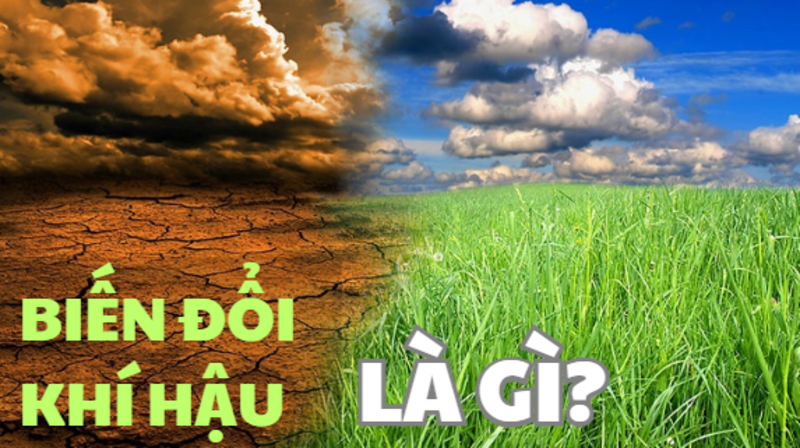 BIẾN ĐỔI
KHÍ HẬU
LÀ GÌ?